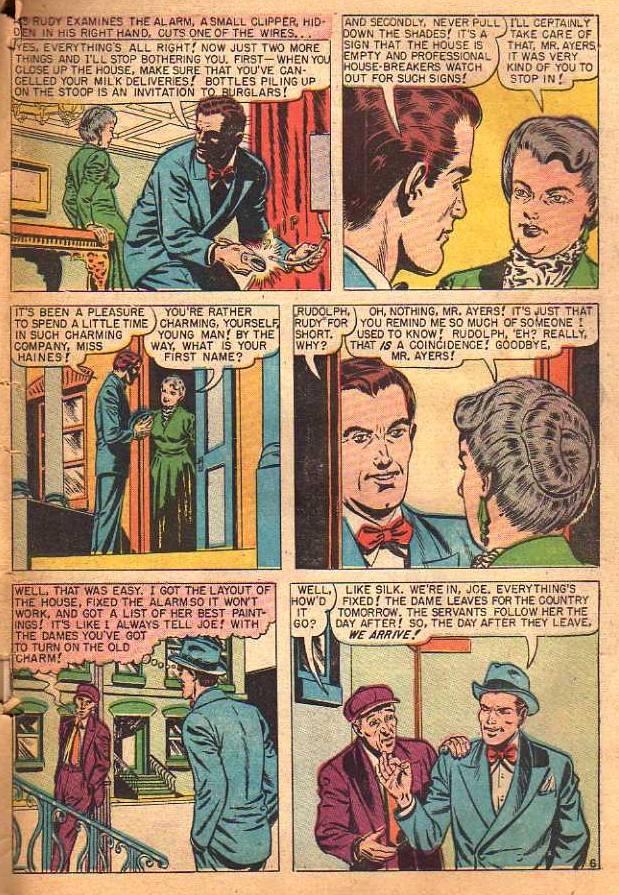 AS RUDY EXAMINES THE ALARM, A SMALL CLIPPER, HID-
DEN IN HIS RIGHT HAND, CUTS ONE OF THE WIRES...
YES, EVERYTHING'S ALL RIGHT! NOW JUST TWO MORE
THINGS AND I'LL STOP BOTHERING YOU, FIRST—WHEN YOU
CLOSE UP THE HOUSE, MAKE SURE THAT YOU'VE CAN-
CELLED YOUR MILK DELIVERIES! BOTTLES PILING UP
ON THE STOOP IS AN INVITATION TO BURGLARS!
AND SECONDLY, NEVER PULL
DOWN THE SHADES! IT'S A
SIGN THAT THE HOUSE IS
EMPTY AND PROFESSIONAL
HOUSE-BREAKERS WATCH
OUT FOR SUCH SIGNS!
I'LL CERTAINLY
TAKE CARE OF
THAT, MR. AYERS.
IT WAS VERY
KIND OF YOU TO
STOP IN!
IT'S BEEN A PLEASURE
TO SPEND A LITTLE TIME
IN SUCH CHARMING
COMPANY, MISS
HAINES!
YOU'RE RATHER
CHARMING, YOURSELF,
YOUNG MAN! BY THE
WAY, WHAT IS YOUR
FIRST NAME?
RUDOLPH,
"RUDY" FOR
SHORT.
WHY?
OH, NOTHING, MR. AYERS! IT'S JUST THAT
YOU REMIND ME SO MUCH OF SOMEONE I
USED TO KNOW! RUDOLPH, 'EH? REALLY,
THAT IS A COINCIDENCE! GOODBYE,
MR. AYERS!
WELL, THAT WAS EASY. I GOT THE LAYOUT OF
THE HOUSE, FIXED THE ALARM SO IT WON'T
WORK, AND GOT A LIST OF HER BEST PAINT-
INGS! IT'S LIKE I ALWAYS TELL JOE! WITH
THE DAMES YOU'VE GOT
TO TURN ON THE OLD
CHARM!
WELL,
HOW'D
IT
GO?
LIKE SILK. WE'RE IN, JOE. EVERYTHING'S
FIXED! THE DAME LEAVES FOR THE COUNTRY
TOMORROW. THE SERVANTS FOLLOW HER THE
DAY AFTER! SO, THE DAY AFTER THEY LEAVE,
WE ARRIVE!
6